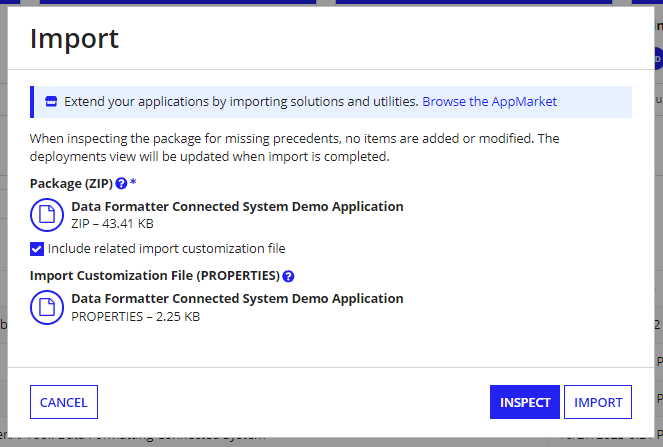 Import
Extend your applications by importing solutions and utilities. Browse the AppMarket
When inspecting the package for missing precedents, no items are added or modified. The
deployments view will be updated when import is completed.
Package (ZIP) ? *
Data Formatter Connected System Demo Application
ZIP – 43.41 KB
Include related import customization file
Import Customization File (PROPERTIES) ?
Data Formatter Connected System Demo Application
PROPERTIES – 2.25 KB
CANCEL
INSPECT
IMPORT